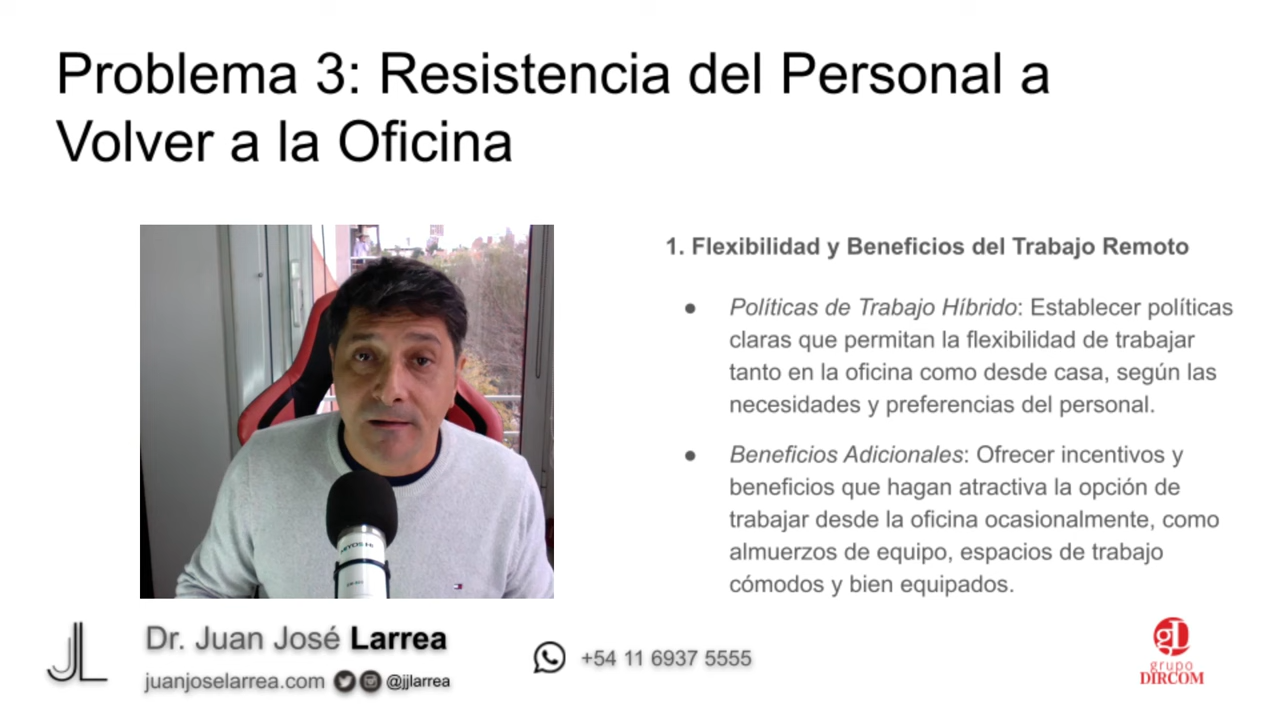 Problema 3: Resistencia del Personal a
Volver a la Oficina
1. Flexibilidad y Beneficios del Trabajo Remoto
● Políticas de Trabajo Híbrido: Establecer políticas
claras que permitan la flexibilidad de trabajar
tanto en la oficina como desde casa, según las
necesidades y preferencias del personal.
● Beneficios Adicionales: Ofrecer incentivos y
beneficios que hagan atractiva la opción de
trabajar desde la oficina ocasionalmente, como
almuerzos de equipo, espacios de trabajo
cómodos y bien equipados.
JL
Dr. Juan José Larrea
juanjoselarrea.com @jjlarrea
+54 11 6937 5555
gD
grupo
DIRCOM